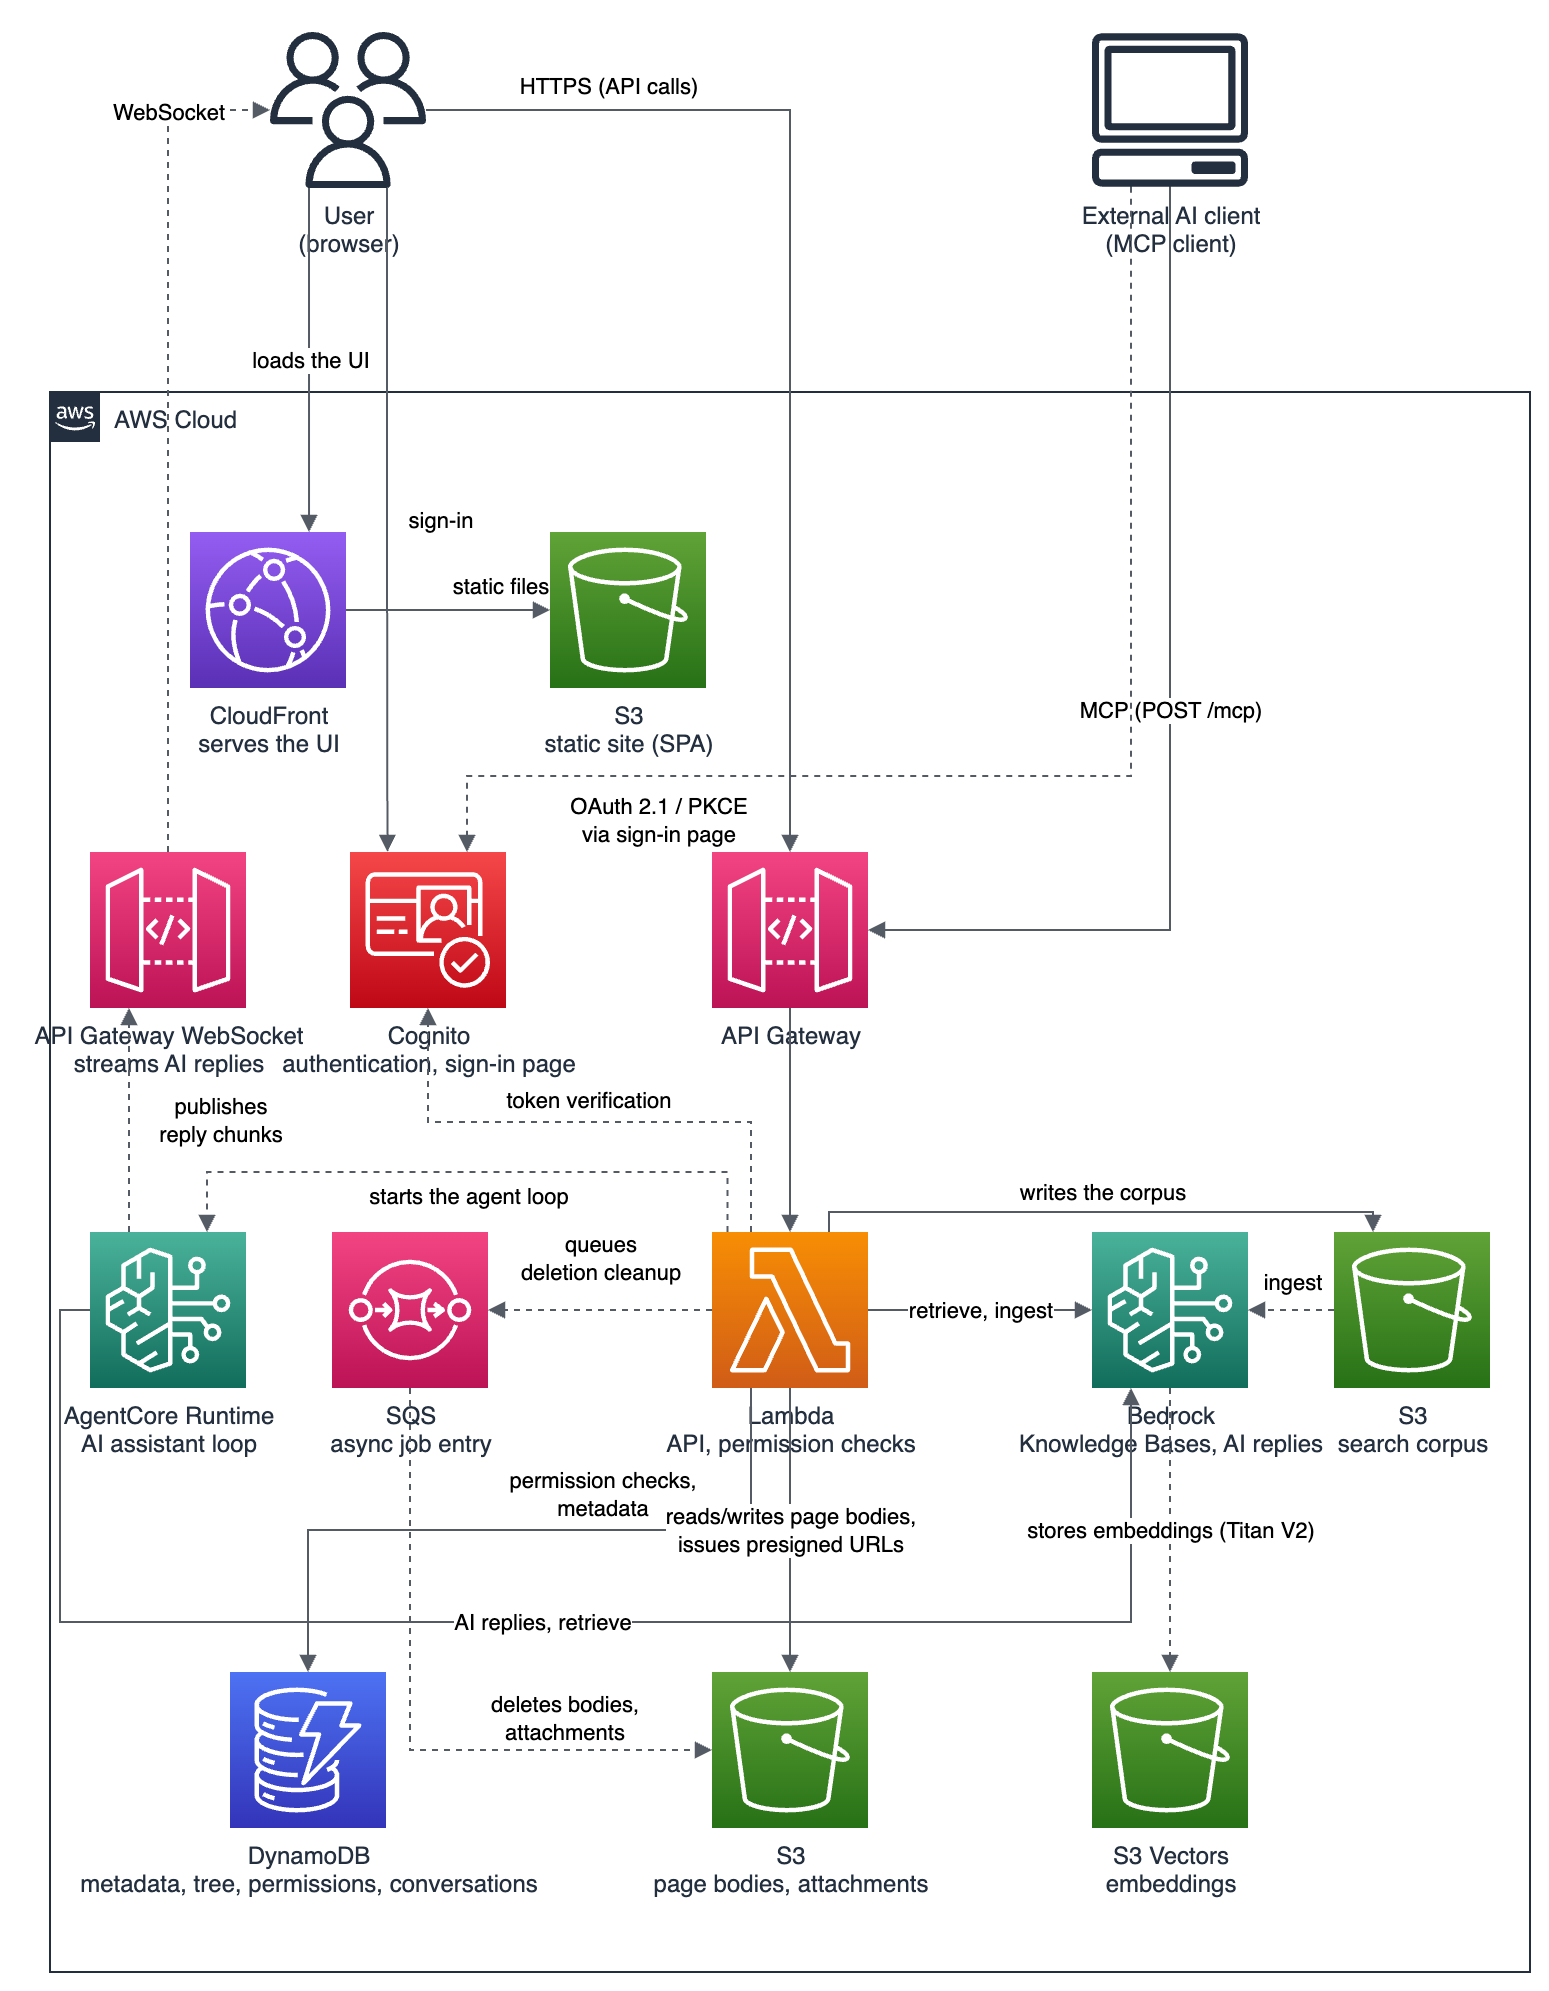 HTTPS (API calls)
WebSocket
User
(browser)
External AI client
(MCP client)
loads the UI
aws
AWS Cloud
sign-in
static files
CloudFront
serves the UI
S3
static site (SPA)
MCP (POST /mcp)
OAuth 2.1 / PKCE
via sign-in page
API Gateway WebSocket
streams AI replies
Cognito
authentication, sign-in page
API Gateway
publishes
reply chunks
token verification
starts the agent loop
writes the corpus
queues
deletion cleanup
retrieve, ingest
ingest
AgentCore Runtime
AI assistant loop
SQS
async job entry
Lambda
API, permission checks
Bedrock
Knowledge Bases, AI replies
S3
search corpus
permission checks,
metadata
reads/writes page bodies,
issues presigned URLs
stores embeddings (Titan V2)
AI replies, retrieve
deletes bodies,
attachments
DynamoDB
metadata, tree, permissions, conversations
S3
page bodies, attachments
S3 Vectors
embeddings